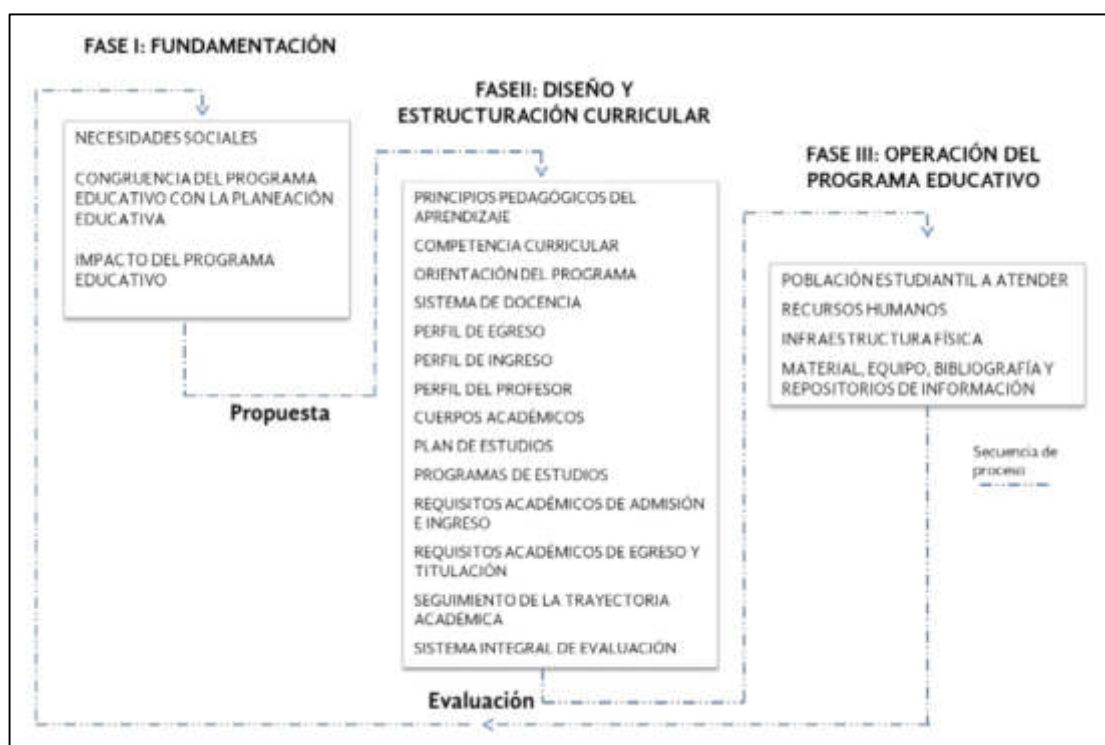 FASE I: FUNDAMENTACIÓN
NECESIDADES SOCIALES
CONGRUENCIA DEL PROGRAMA
EDUCATIVO CON LA PLANEACIÓN
EDUCATIVA
IMPACTO DEL PROGRAMA
EDUCATIVO
Propuesta
FASEII: DISEÑO Y
ESTRUCTURACIÓN CURRICULAR
PRINCIPIOS PEDAGÓGICOS DEL
APRENDIZAJE
COMPETENCIA CURRICULAR
ORIENTACIÓN DEL PROGRAMA
SISTEMA DE DOCENCIA
PERFIL DE EGRESO
PERFIL DE INGRESO
PERFIL DEL PROFESOR
CUERPOS ACADÉMICOS
PLAN DE ESTUDIOS
PROGRAMAS DE ESTUDIOS
REQUISITOS ACADÉMICOS DE ADMISIÓN
E INGRESO
REQUISITOS ACADÉMICOS DE EGRESO Y
TITULACIÓN
SEGUIMIENTO DE LA TRAYECTORIA
ACADÉMICA
SISTEMA INTEGRAL DE EVALUACIÓN
Evaluación
FASE III: OPERACIÓN DEL
PROGRAMA EDUCATIVO
POBLACIÓN ESTUDIANTIL A ATENDER
RECURSOS HUMANOS
INFRAESTRUCTURA FÍSICA
MATERIAL, EQUIPO, BIBLIOGRAFÍA Y
REPOSITORIOS DE INFORMACIÓN
Secuencia de
proceso